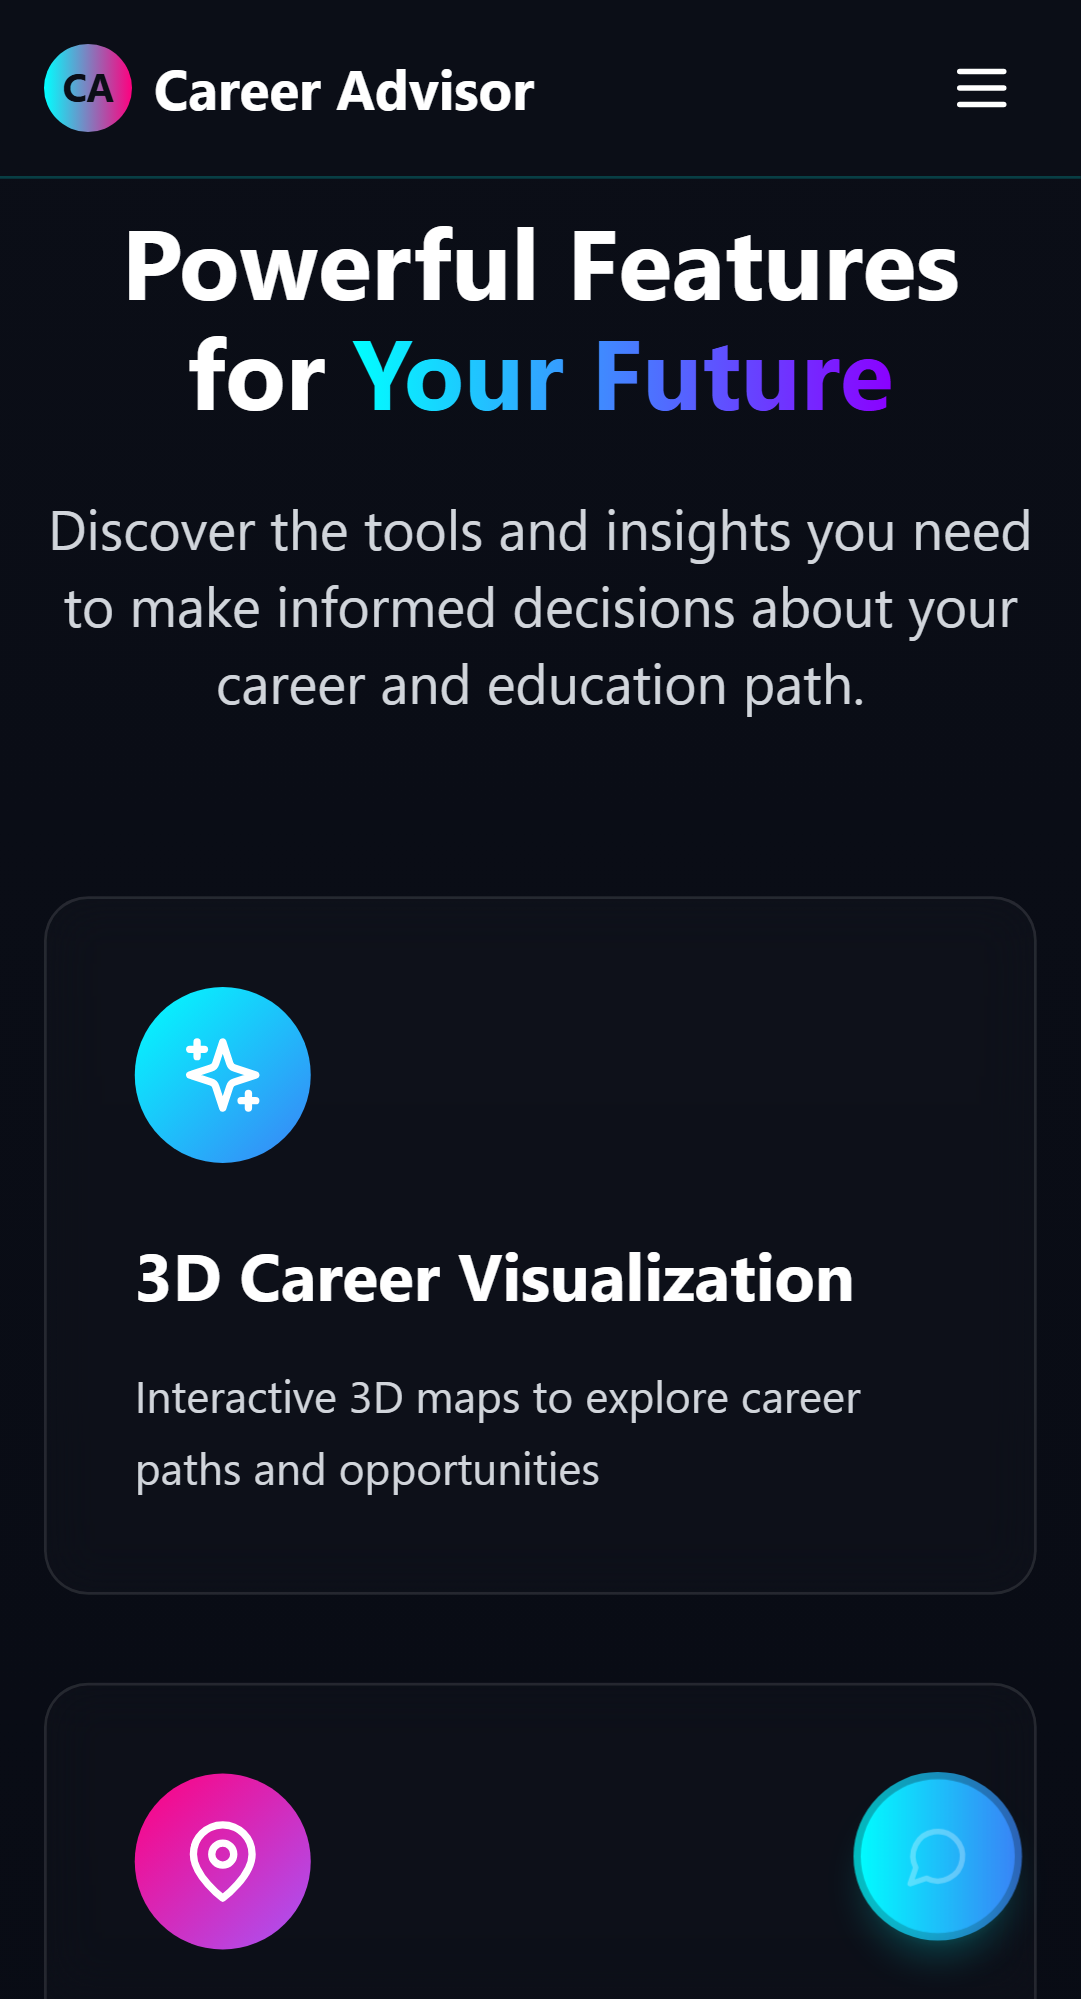 CA Career Advisor
Powerful Features
for Your Future
Discover the tools and insights you need
to make informed decisions about your
career and education path.
3D Career Visualization
Interactive 3D maps to explore career
paths and opportunities